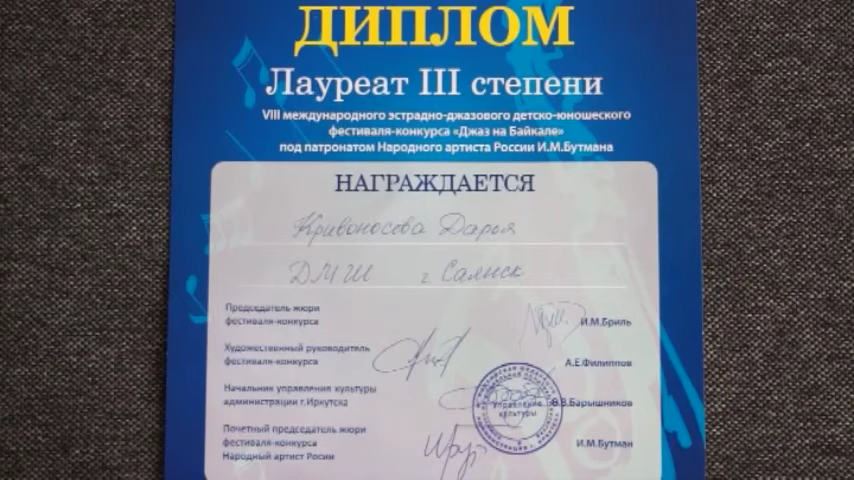 ДИПЛОМ
Лауреат III степени
VIII международного эстрадно-джазового детско-юношеского
фестиваля-конкурса «Джаз на Байкале»
под патронатом Народного артиста России И.М.Бутмана
НАГРАЖДАЕТСЯ
Кривоносова Дарья
ДМШ г. Саянск
Председатель жюри
фестиваля-конкурса
И.М.Бриль
Художественный руководитель
фестиваля-конкурса
А.Е.Филиппов
Начальник управления культуры
администрации г.Иркутска
В.В.Барышников
управление
культуры
Почетный председатель жюри
фестиваля-конкурса
Народный артист Росии
И.М.Бутман